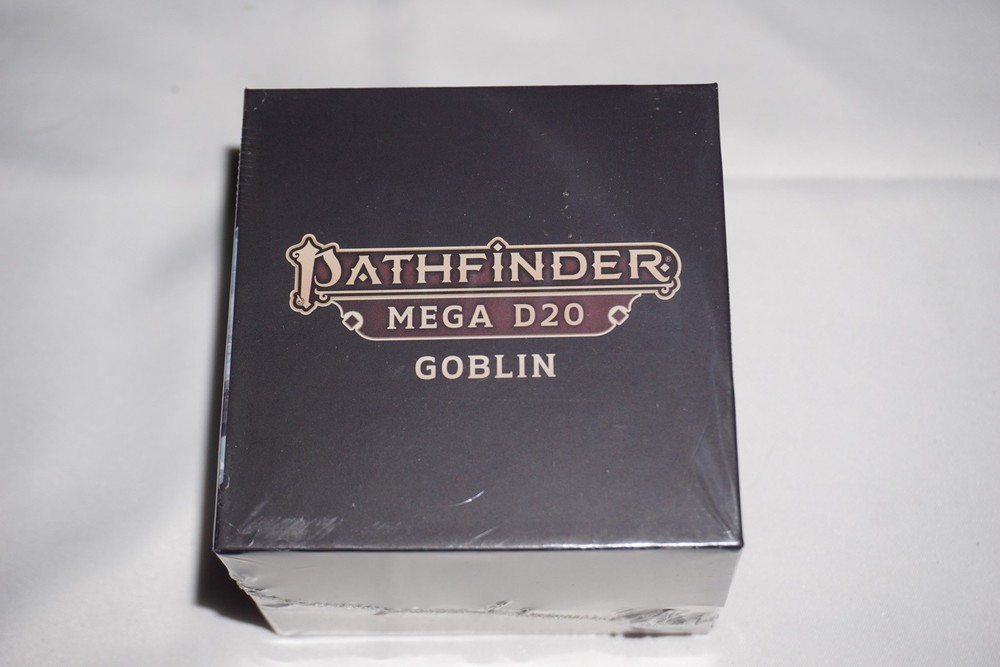 PATHFINDER
MEGA D20
GOBLIN